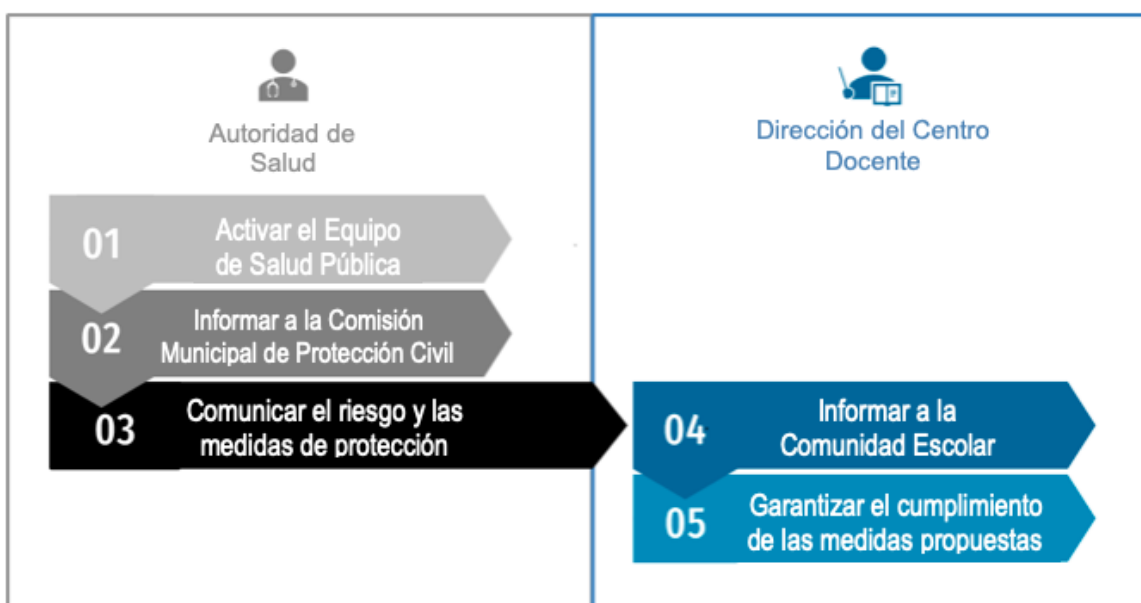 Autoridad de
Salud
01
Activar el Equipo
de Salud Pública
02
Informar a la Comisión
Municipal de Protección Civil
03
Comunicar el riesgo y las
medidas de protección
Dirección del Centro
Docente
04
Informar a la
Comunidad Escolar
05
Garantizar el cumplimiento
de las medidas propuestas